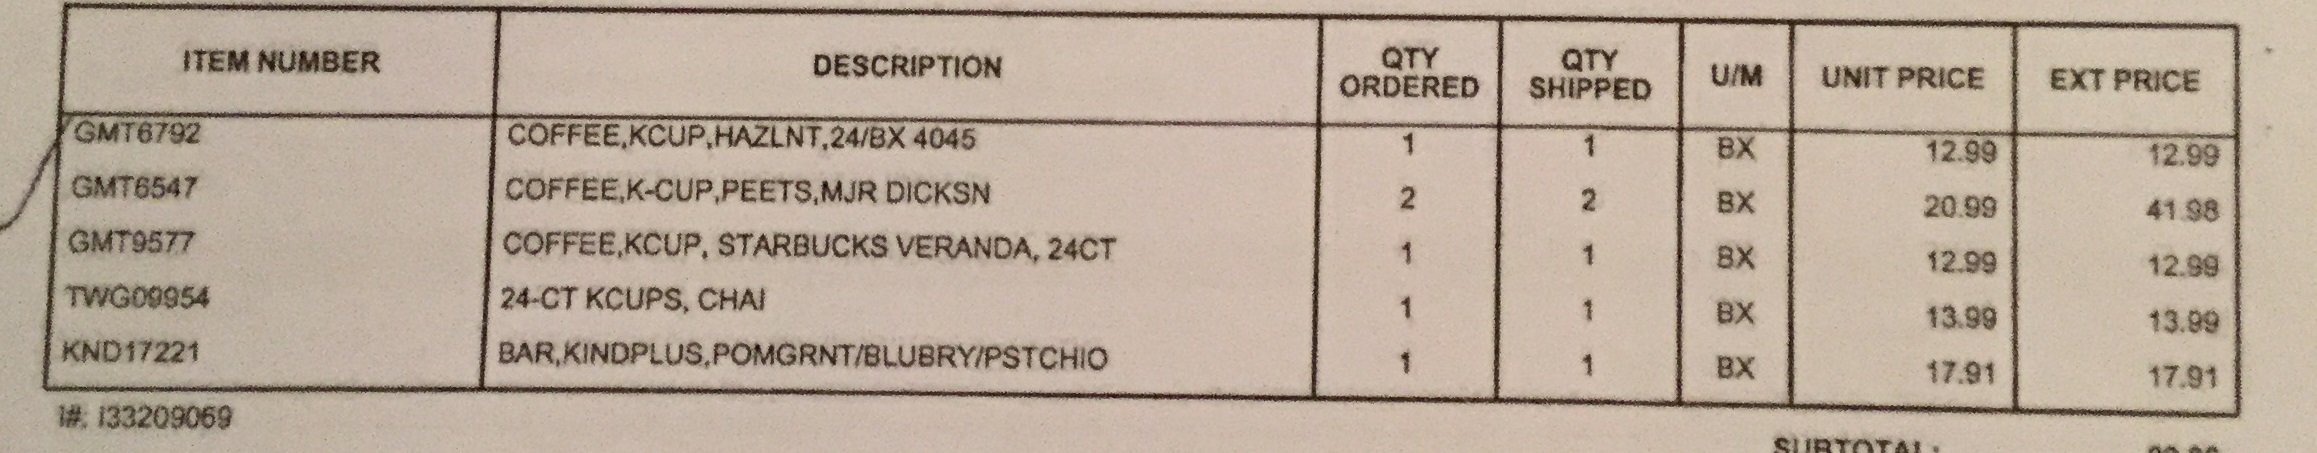 ITEM NUMBER DESCRIPTION QTY ORDERED QTY SHIPPED U/M UNIT PRICE EXT PRICE
GMT6792 COFFEE,KCUP,HAZLNT,24/BX 4045 1 1 BX 12.99 12.99
GMT6547 COFFEE,K-CUP,PEETS,MJR DICKSN 2 2 BX 20.99 41.98
GMT9577 COFFEE,KCUP, STARBUCKS VERANDA, 24CT 1 1 BX 12.99 12.99
TWG09954 24-CT KCUPS, CHAI 1 1 BX 13.99 13.99
KND17221 BAR,KINDPLUS,POMGRNT/BLUBRY/PSTCHIO 1 1 BX 17.91 17.91
I#: I33209069
SUBTOTAL: